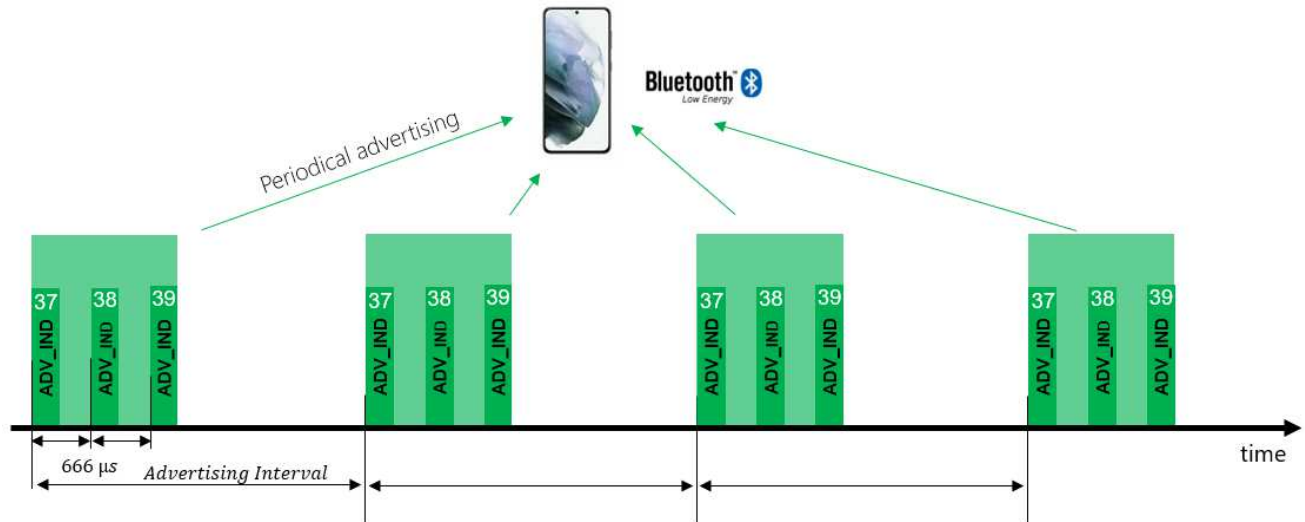 Bluetooth™
Low Energy
Periodical advertising
37 38 39
ADV_IND ADV_IND ADV_IND
37 38 39
ADV_IND ADV_IND ADV_IND
37 38 39
ADV_IND ADV_IND ADV_IND
37 38 39
ADV_IND ADV_IND ADV_IND
time
666 μs
Advertising Interval